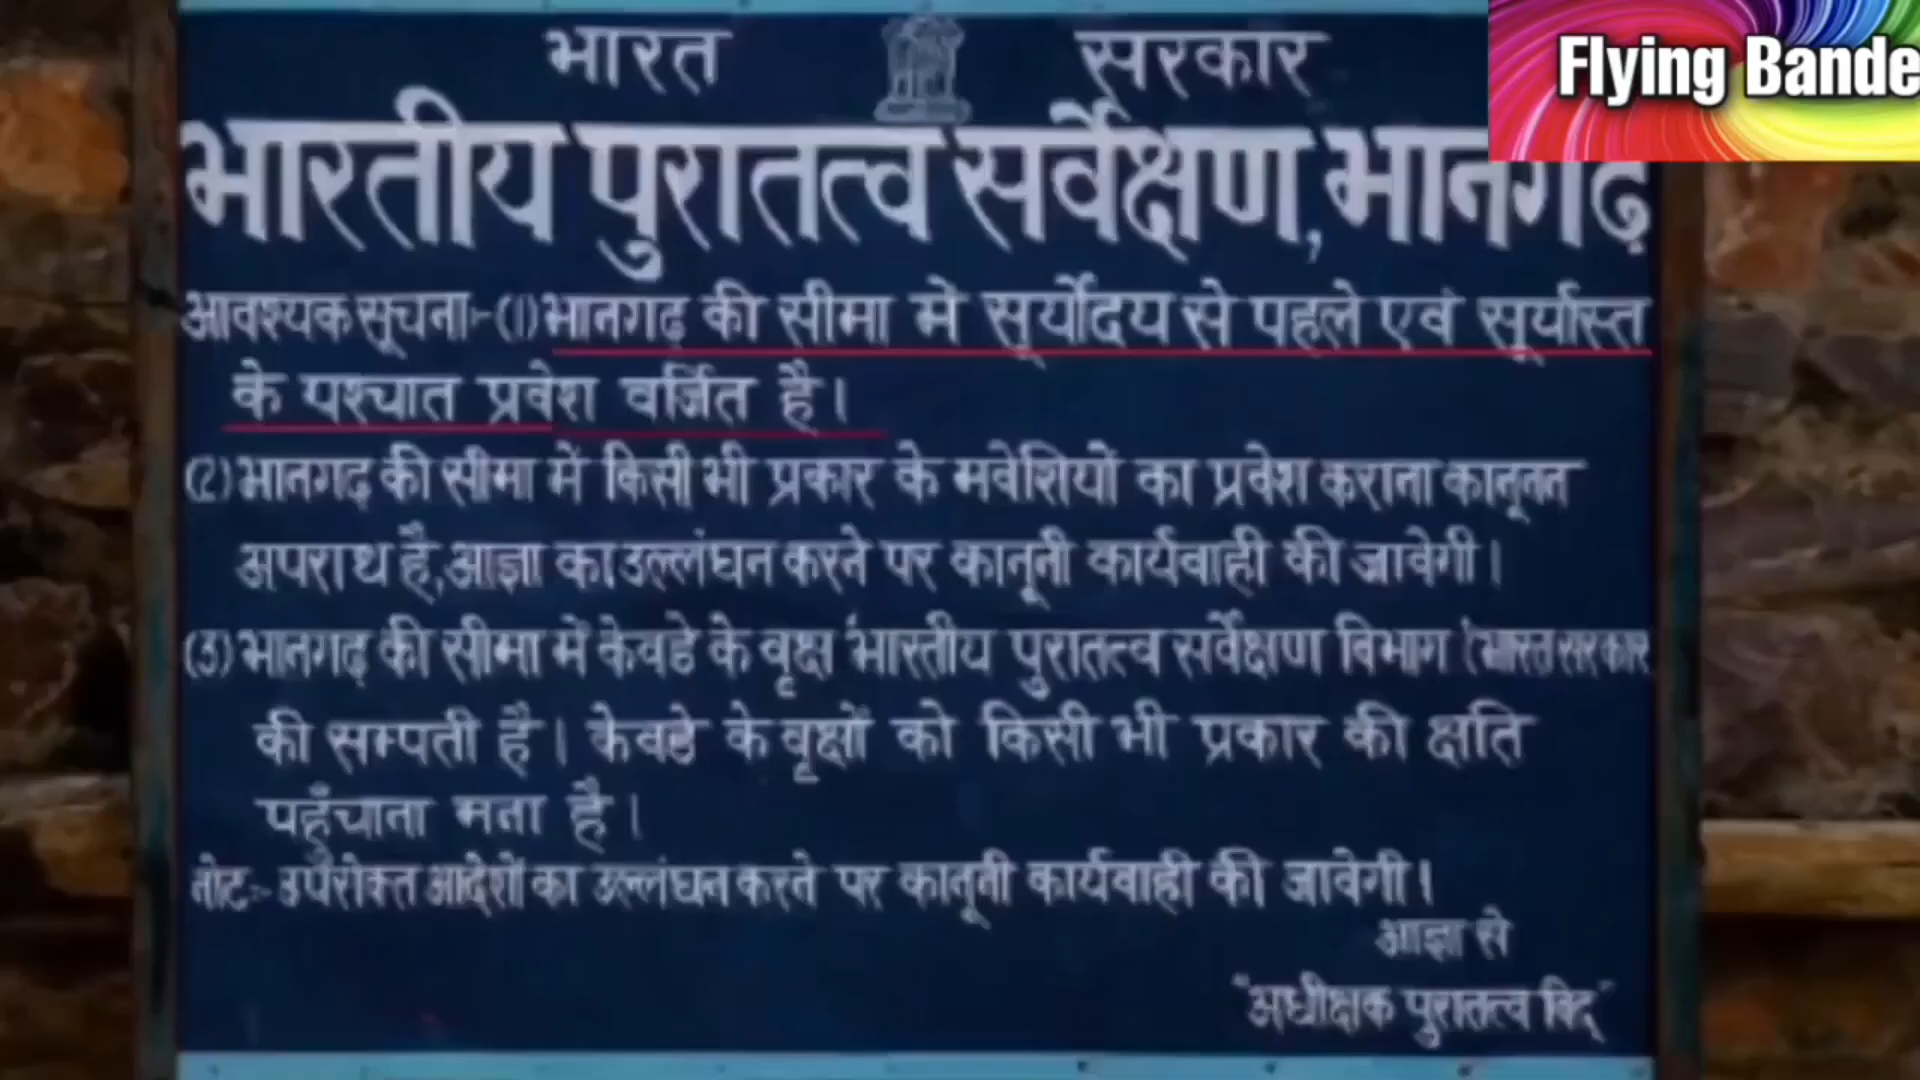 भारत सरकार
Flying Bande
भारतीय पुरातत्व सर्वेक्षण, भानगढ़
आवश्यक सूचना:-(1) भानगढ़ की सीमा में सूर्योदय से पहले एवं सूर्यास्त
के पश्चात प्रवेश वर्जित है।
(2) भानगढ़ की सीमा में किसी भी प्रकार के मवेशियों का प्रवेश कराना कानूनन
अपराध है, आज्ञा का उल्लंघन करने पर कानूनी कार्यवाही की जावेगी।
(3) भानगढ़ की सीमा में केवडे के वृक्ष भारतीय पुरातत्व सर्वेक्षण विभाग (भारत सरकार
की सम्पती है। केवडे के वृक्षों को किसी भी प्रकार की क्षति
पहुँचाना मना है।
नोट:- उपरोक्त आदेशों का उल्लंघन करने पर कानूनी कार्यवाही की जावेगी।
आज्ञा से
"अधीक्षक पुरातत्व विद्"